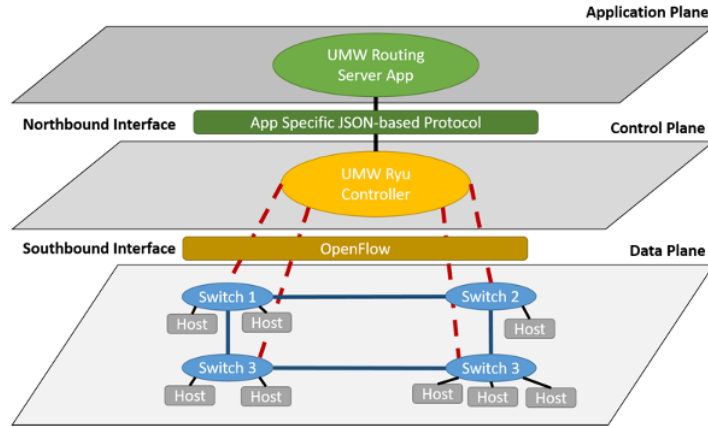 Application Plane
UMW Routing
Server App
Northbound Interface
App Specific JSON-based Protocol
Control Plane
UMW Ryu
Controller
Southbound Interface
OpenFlow
Data Plane
Switch 1
Switch 2
Host
Host
Host
Switch 3
Switch 3
Host
Host
Host
Host
Host